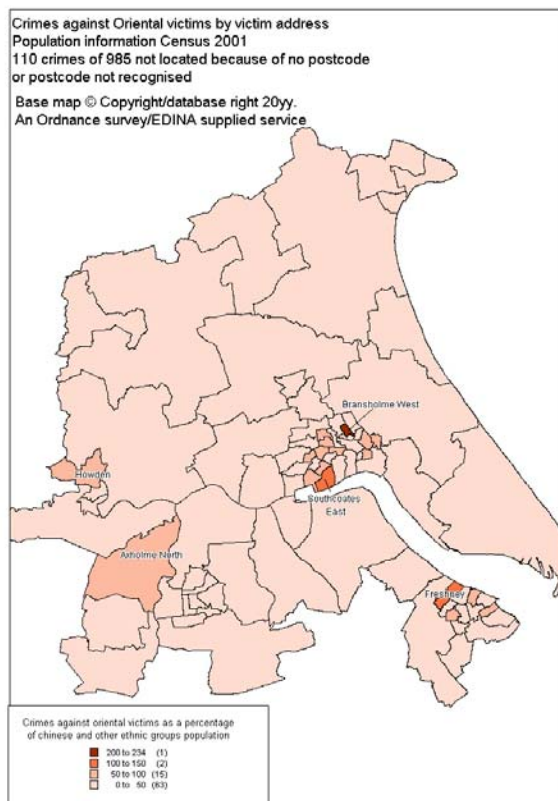 Crimes against Oriental victims by victim address
Population information Census 2001
110 crimes of 985 not located because of no postcode
or postcode not recognised
Base map © Copyright/database right 20yy.
An Ordnance survey/EDINA supplied service
Bransholme West
Howden
Southcoates
East
Axholme North
Freshney
Crimes against oriental victims as a percentage
of chinese and other ethnic groups population
200 to 234 (1)
100 to 150 (2)
50 to 100 (15)
0 to 50 (63)